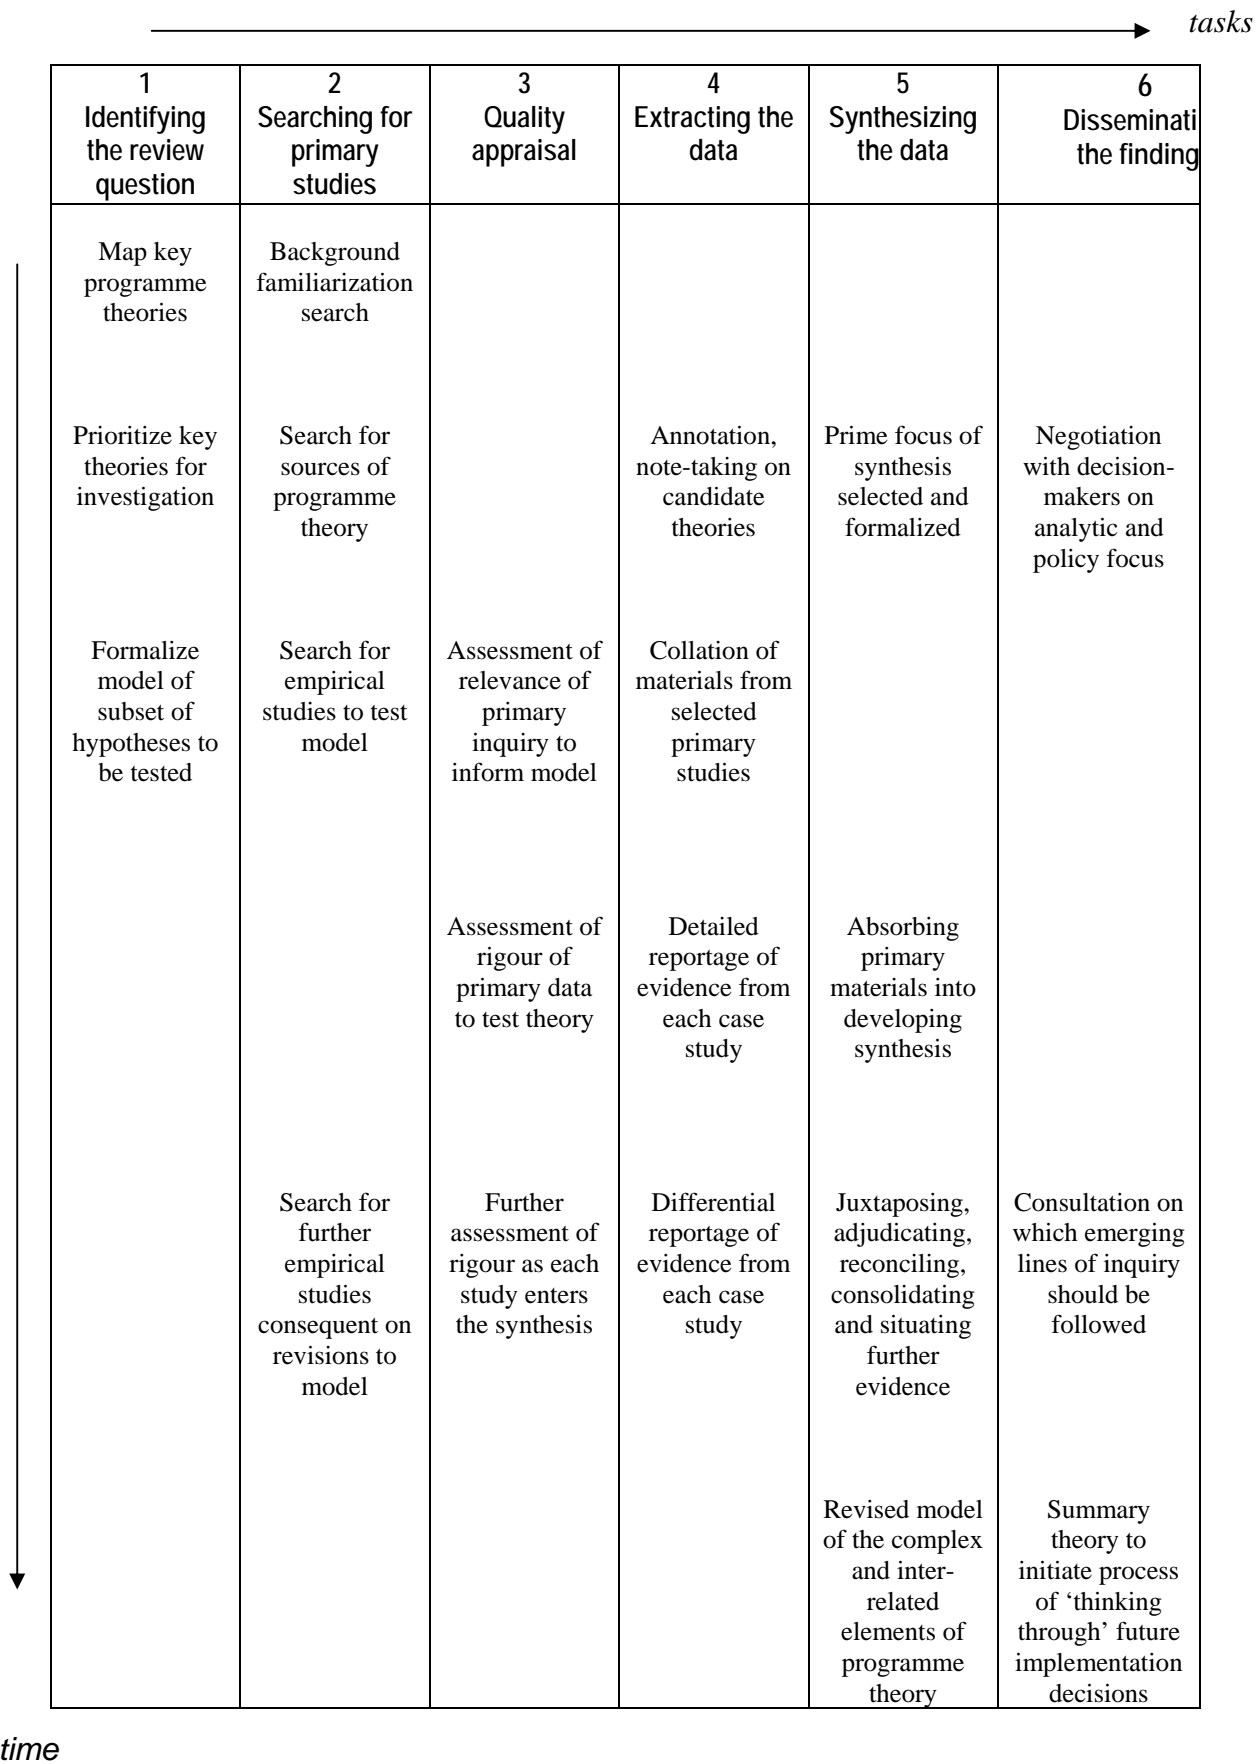 tasks
1
Identifying
the review
question
2
Searching for
primary
studies
3
Quality
appraisal
4
Extracting the
data
5
Synthesizing
the data
6
Disseminati
the finding
Map key
programme
theories
Background
familiarization
search
Prioritize key
theories for
investigation
Search for
sources of
programme
theory
Annotation,
note-taking on
candidate
theories
Prime focus of
synthesis
selected and
formalized
Negotiation
with decision-
makers on
analytic and
policy focus
Formalize
model of
subset of
hypotheses to
be tested
Search for
empirical
studies to test
model
Assessment of
relevance of
primary
inquiry to
inform model
Collation of
materials from
selected
primary
studies
Assessment of
rigour of
primary data
to test theory
Detailed
reportage of
evidence from
each case
study
Absorbing
primary
materials into
developing
synthesis
Search for
further
empirical
studies
consequent on
revisions to
model
Further
assessment of
rigour as each
study enters
the synthesis
Differential
reportage of
evidence from
each case
study
Juxtaposing,
adjudicating,
reconciling,
consolidating
and situating
further
evidence
Consultation on
which emerging
lines of inquiry
should be
followed
Revised model
of the complex
and inter-
related
elements of
programme
theory
Summary
theory to
initiate process
of ‘thinking
through’ future
implementation
decisions
time